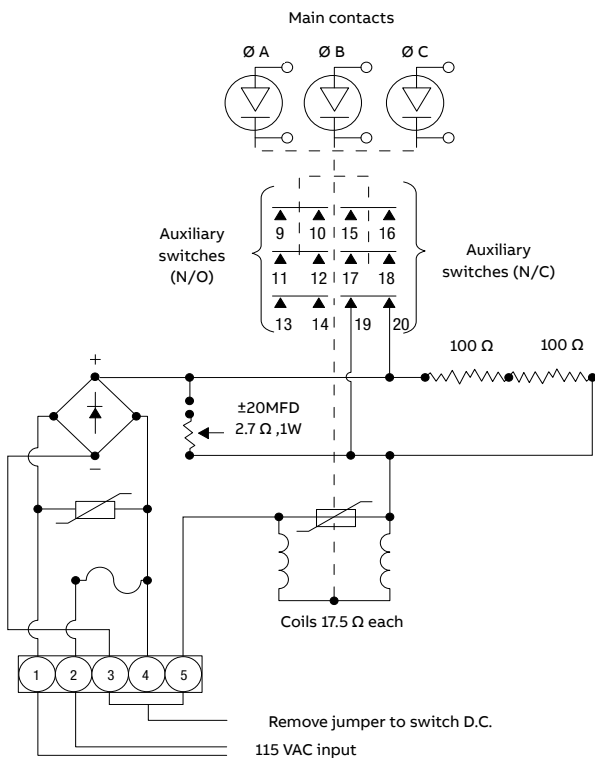 Main contacts
Ø A
Ø B
Ø C
Auxiliary
switches
(N/O)
9
10
15
16
11
12
17
18
13
14
19
20
Auxiliary
switches (N/C)
100 Ω
100 Ω
+
±20MFD
2.7 Ω ,1W
−
Coils 17.5 Ω each
1
2
3
4
5
Remove jumper to switch D.C.
115 VAC input